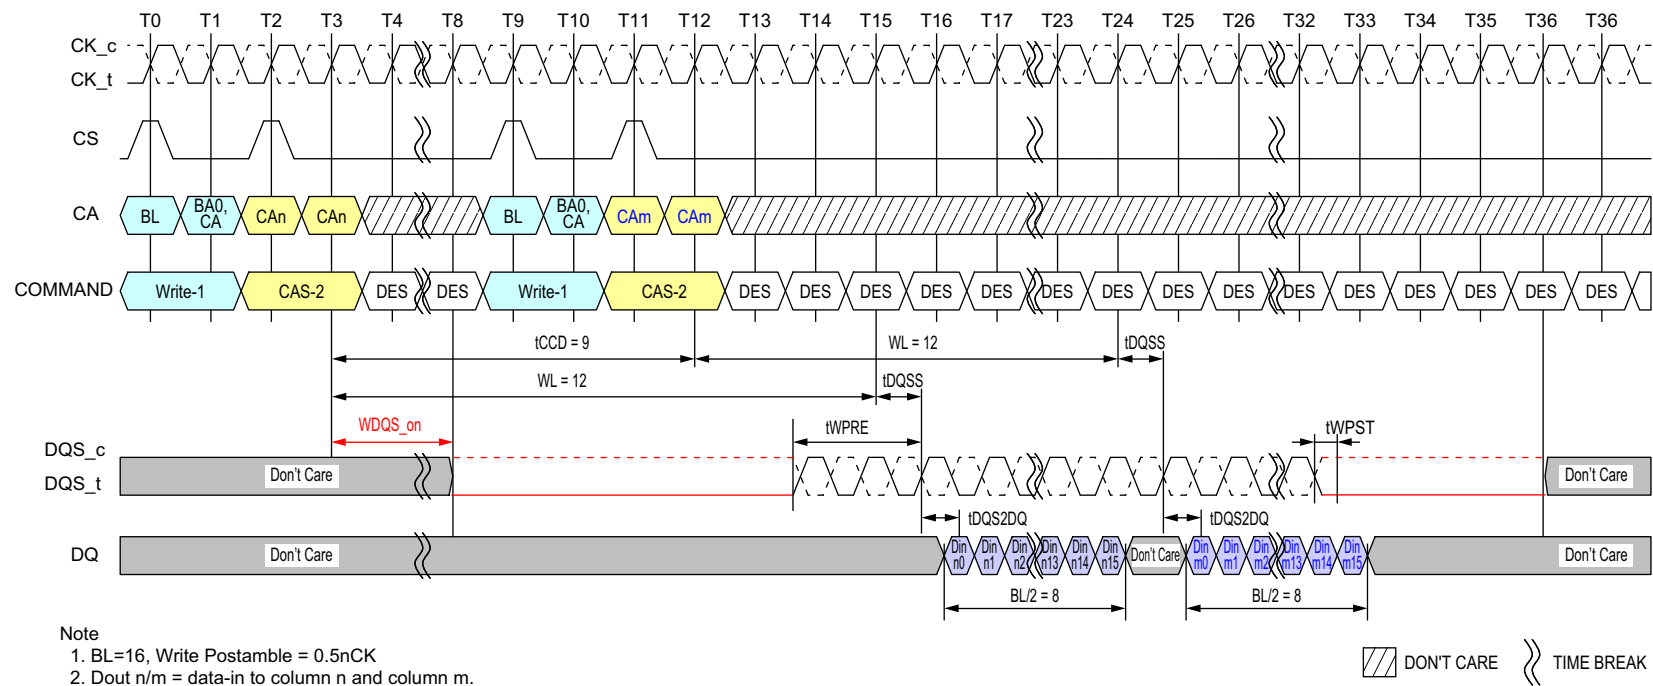 T0 T1 T2 T3 T4 T8 T9 T10 T11 T12 T13 T14 T15 T16 T17 T23 T24 T25 T26 T32 T33 T34 T35 T36 T36
CK_c
CK_t
CS
CA BL BA0, CA CAn CAn BL BA0, CA CAm CAm
COMMAND Write-1 CAS-2 DES DES Write-1 CAS-2 DES DES DES DES DES DES DES DES DES DES DES DES DES DES DES
tCCD = 9 WL = 12 tDQSS
WL = 12 tDQSS
WDQS_on tWPRE tWPST
DQS_c
DQS_t Don't Care Don't Care
tDQS2DQ tDQS2DQ
DQ Don't Care Din n0 Din n1 Din n2 Din n13 Din n14 Din n15 Don't Care Din m0 Din m1 Din m2 Din m13 Din m14 Din m15 Don't Care
BL/2 = 8 BL/2 = 8
Note
1. BL=16, Write Postamble = 0.5nCK
2. Dout n/m = data-in to column n and column m.
DON'T CARE TIME BREAK